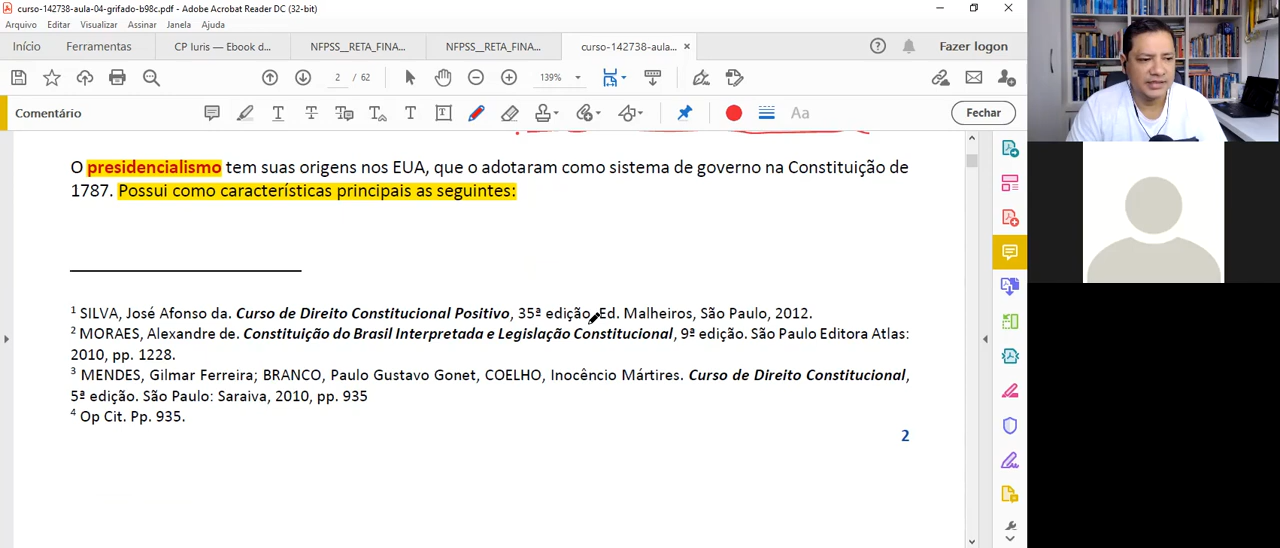 curso-142738-aula-04-grifado-b98c.pdf - Adobe Acrobat Reader DC (32-bit)
Arquivo Editar Visualizar Assinar Janela Ajuda
Início Ferramentas CP Iuris – Ebook d... NFPSS__RETA_FINA... NFPSS__RETA_FINA... curso-142738-aula... × Fazer logon
2 / 62 139%
Comentário Aa Fechar
O presidencialismo tem suas origens nos EUA, que o adotaram como sistema de governo na Constituição de
1787. Possui como características principais as seguintes:
1 SILVA, José Afonso da. Curso de Direito Constitucional Positivo, 35ª edição, Ed. Malheiros, São Paulo, 2012.
2 MORAES, Alexandre de. Constituição do Brasil Interpretada e Legislação Constitucional, 9ª edição. São Paulo Editora Atlas:
2010, pp. 1228.
3 MENDES, Gilmar Ferreira; BRANCO, Paulo Gustavo Gonet, COELHO, Inocêncio Mártires. Curso de Direito Constitucional,
5ª edição. São Paulo: Saraiva, 2010, pp. 935
4 Op Cit. Pp. 935.
2